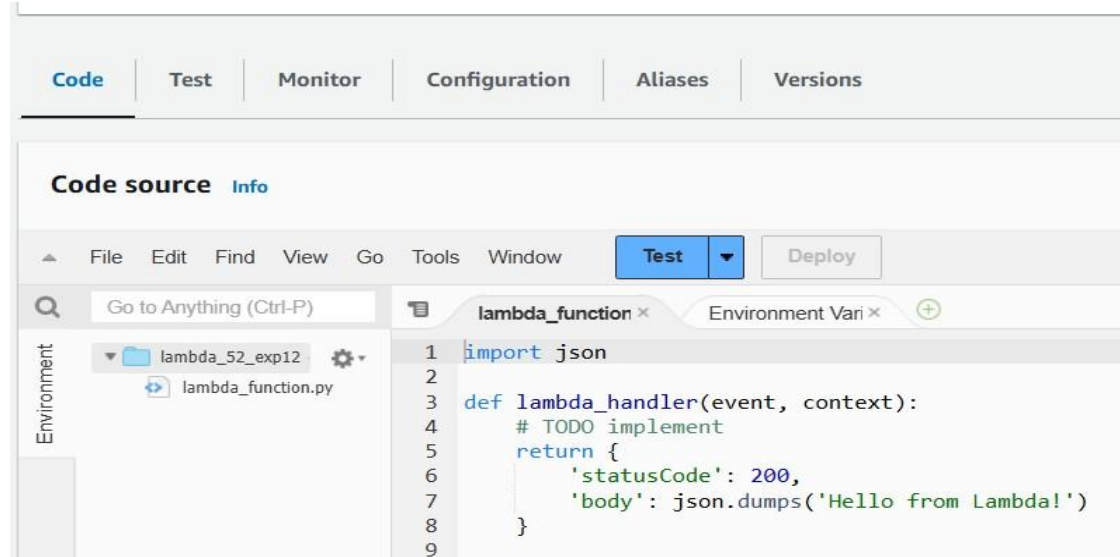 Code Test Monitor Configuration Aliases Versions
Code source Info
File Edit Find View Go Tools Window Test Deploy
Go to Anything (Ctrl-P) lambda_function Environment Vari
Environment
lambda_52_exp12
lambda_function.py
1 import json
2
3 def lambda_handler(event, context):
4     # TODO implement
5     return {
6         'statusCode': 200,
7         'body': json.dumps('Hello from Lambda!')
8     }
9